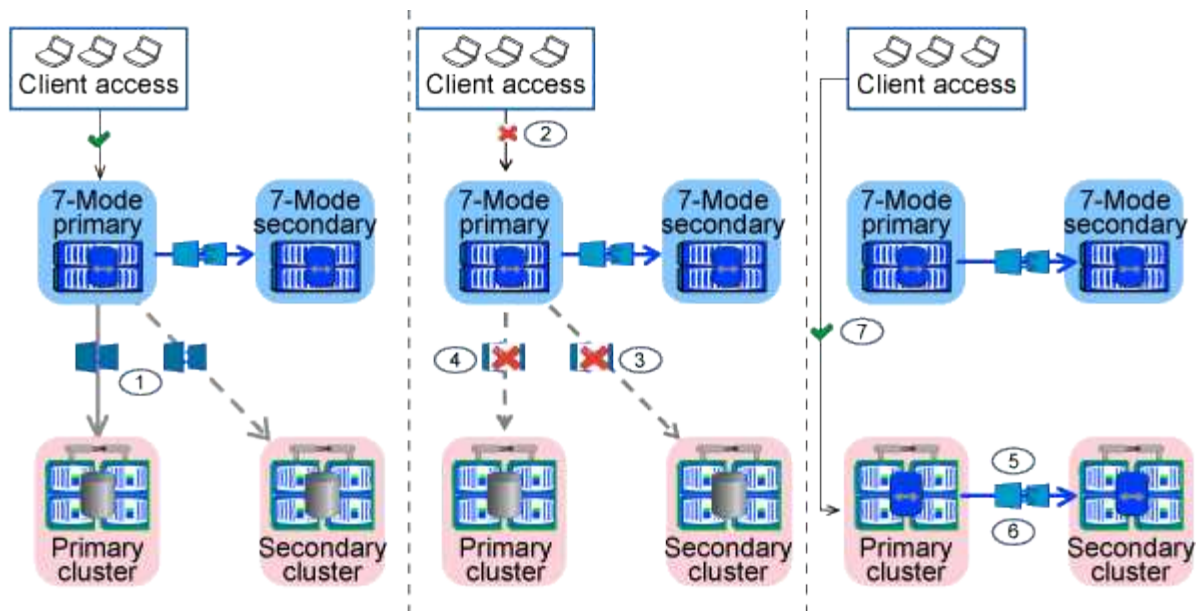 Client access
7-Mode
primary
7-Mode
secondary
1
Primary
cluster
Secondary
cluster
Client access
2
7-Mode
primary
7-Mode
secondary
4
3
Primary
cluster
Secondary
cluster
Client access
7-Mode
primary
7-Mode
secondary
7
5
6
Primary
cluster
Secondary
cluster